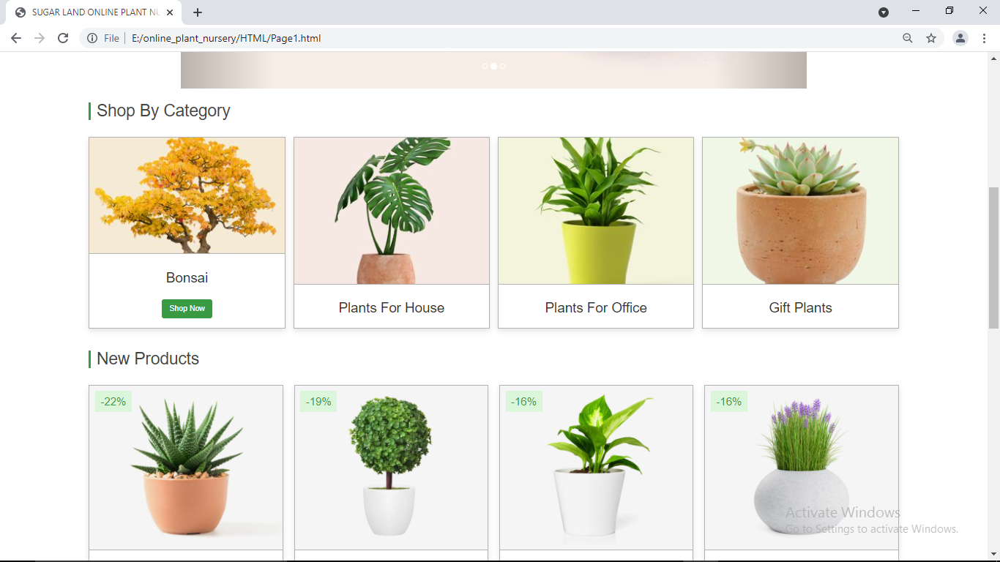 SUGAR LAND ONLINE PLANT NU
File
E:/online_plant_nursery/HTML/Page1.html
Shop By Category
Bonsai
Shop Now
Plants For House
Plants For Office
Gift Plants
New Products
-22%
-19%
-16%
-16%
Activate Windows
Go to Settings to activate Windows.